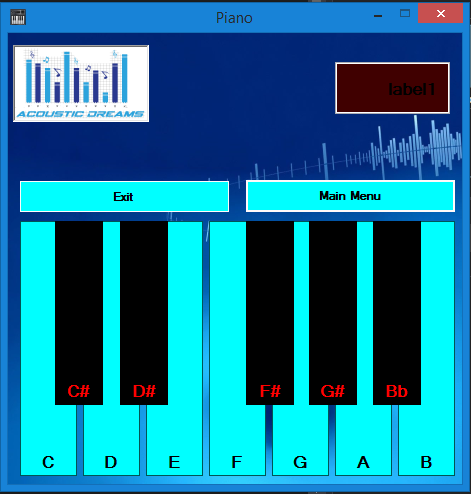 Piano
ACOUSTIC DREAMS
label1
Exit
Main Menu
C# D# F# G# Bb
C D E F G A B